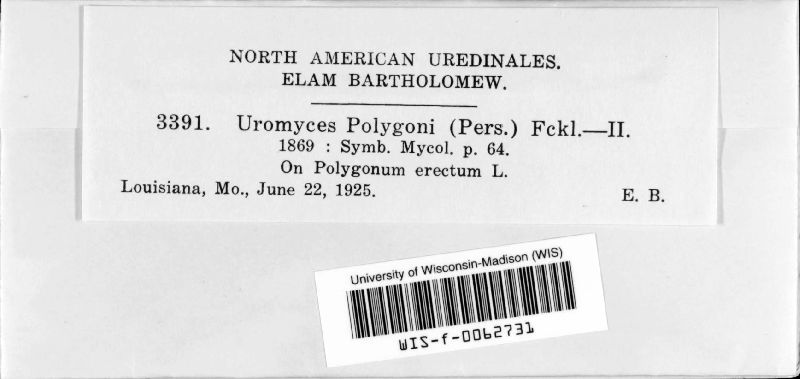 NORTH AMERICAN UREDINALES.
ELAM BARTHOLOMEW.
3391. Uromyces Polygoni (Pers.) Fckl.—II.
1869 : Symb. Mycol. p. 64.
On Polygonum erectum L.
Louisiana, Mo., June 22, 1925. E. B.
University of Wisconsin-Madison (WIS)
WIS-f-0062731